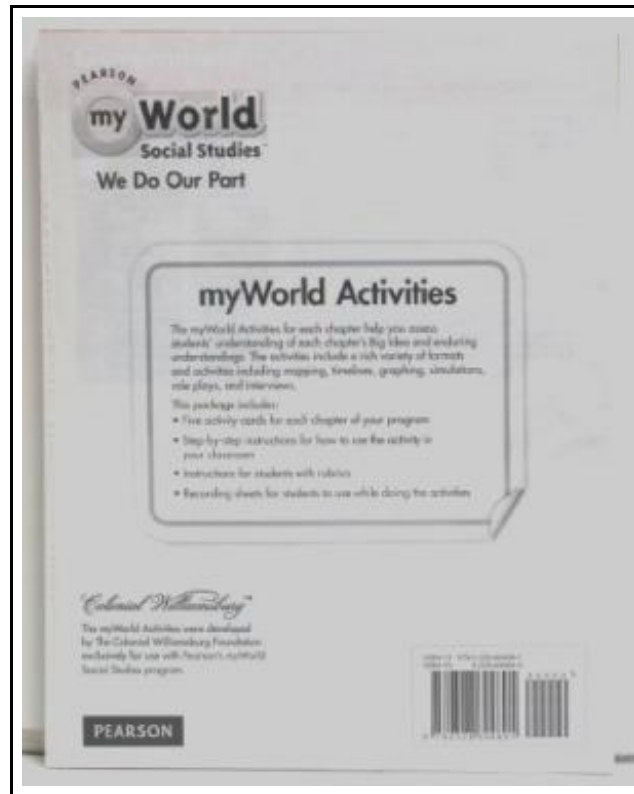 PEARSON
my World
Social Studies™
We Do Our Part
myWorld Activities
The myWorld Activities for each chapter help you assess
students' understanding of each chapter's Big Idea and enduring
understandings. The activities include a rich variety of formats
and activities including mapping, timelines, graphing, simulations,
role plays, and interviews.
This package includes:
• Five activity cards for each chapter of your program
• Step-by-step instructions for how to use the activity in
your classroom
• Instructions for students with rubrics
• Recording sheets for students to use while doing the activities
Colonial Williamsburg™
The myWorld Activities were developed
by The Colonial Williamsburg Foundation
exclusively for use with Pearson's myWorld
Social Studies program.
PEARSON